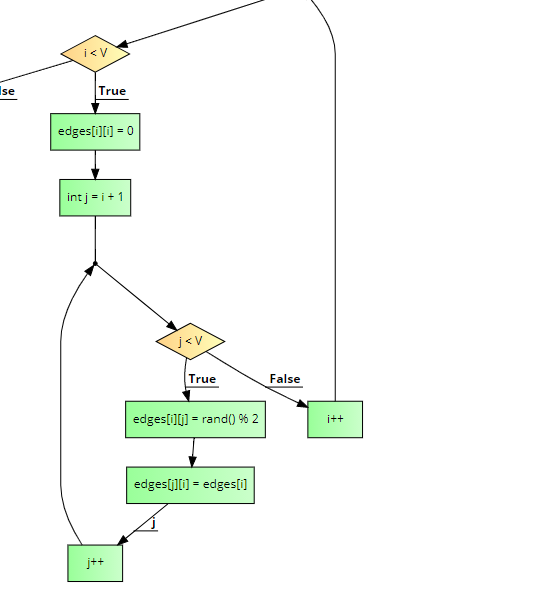 i < V
lse
True
edges[i][i] = 0
int j = i + 1
j < V
True
False
edges[i][j] = rand() % 2
i++
edges[j][i] = edges[i]
j
j++